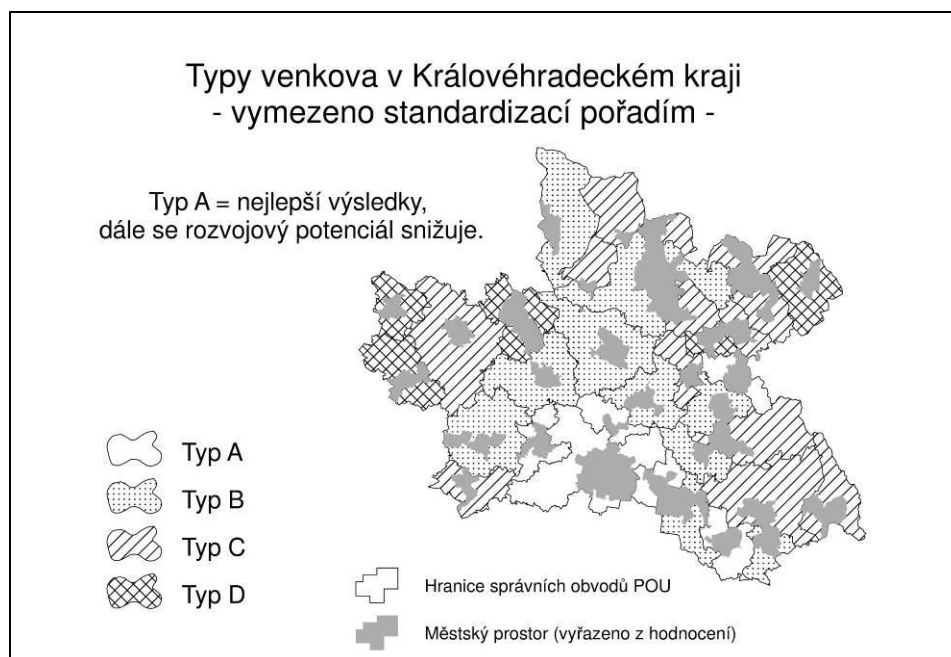 Typy venkova v Královéhradeckém kraji
- vymezeno standardizací pořadím -
Typ A = nejlepší výsledky,
dále se rozvojový potenciál snižuje.
Typ A
Typ B
Typ C
Typ D
Hranice správních obvodů POU
Městský prostor (vyřazeno z hodnocení)